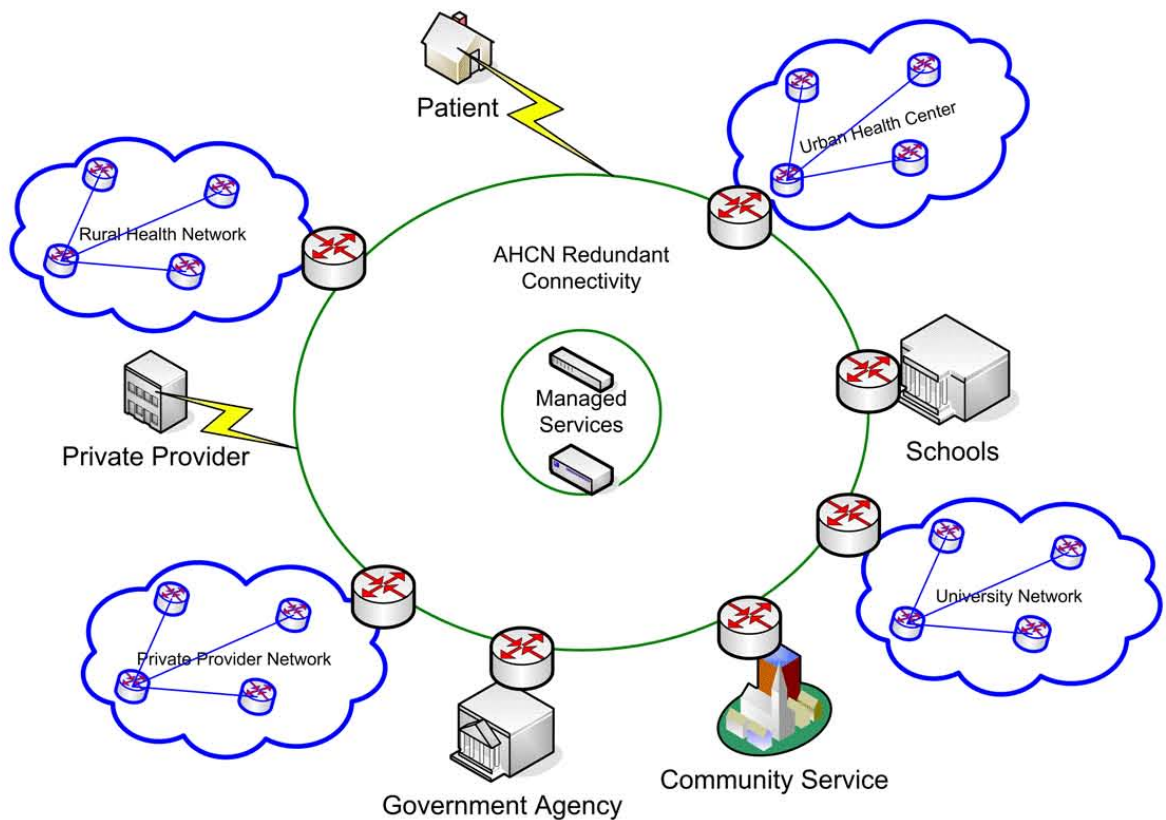 Patient
Urban Health Center
Rural Health Network
AHCN Redundant
Connectivity
Managed
Services
Private Provider
Schools
University Network
Private Provider Network
Community Service
Government Agency